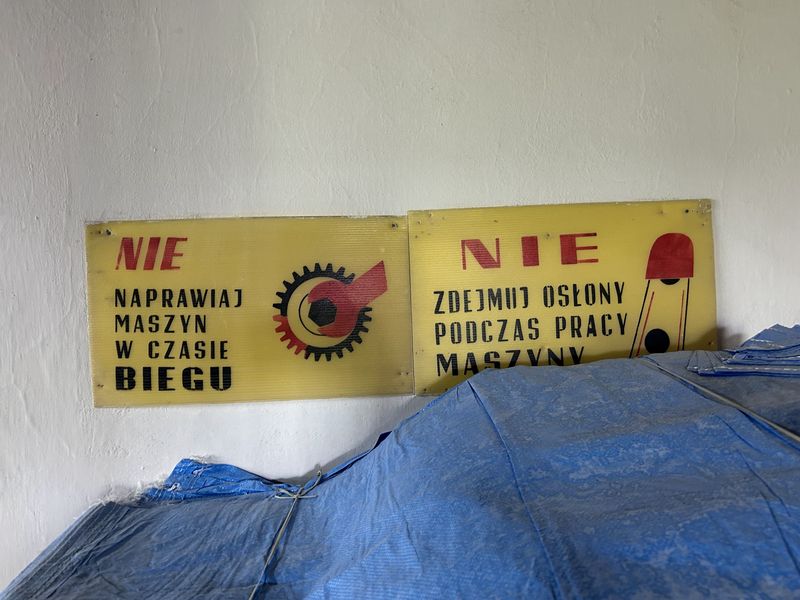 NIE
NAPRAWIAJ
MASZYN
W CZASIE
BIEGU
NIE
ZDEJMUJ OSŁONY
PODCZAS PRACY
MASZYNY